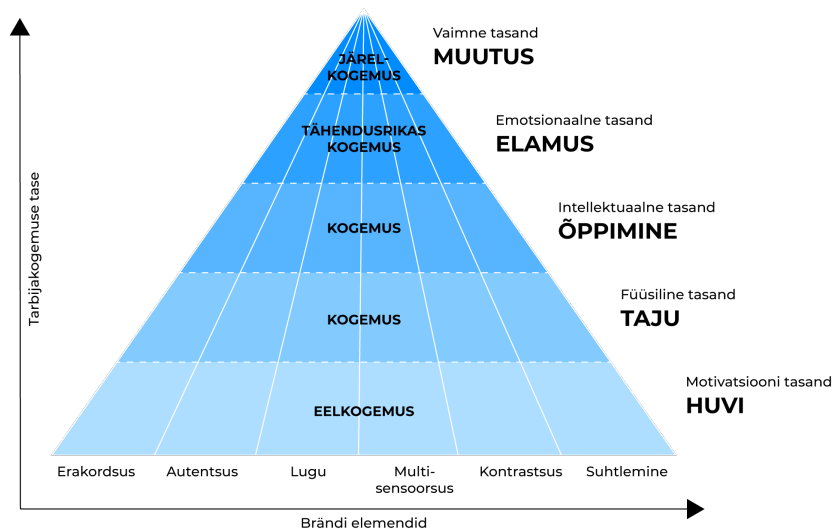 Vaimne tasand
MUUTUS
JÄREL-
KOGEMUS
Emotsionaalne tasand
ELAMUS
TÄHENDUSRIKAS
KOGEMUS
Intellektuaalne tasand
ÕPPIMINE
KOGEMUS
Füüsiline tasand
TAJU
KOGEMUS
Motivatsiooni tasand
HUVI
EELKOGEMUS
Tarbijakogemuse tase
Erakordsus
Autentsus
Lugu
Multi-
sensoorsus
Kontrastsus
Suhtlemine
Brändi elemendid